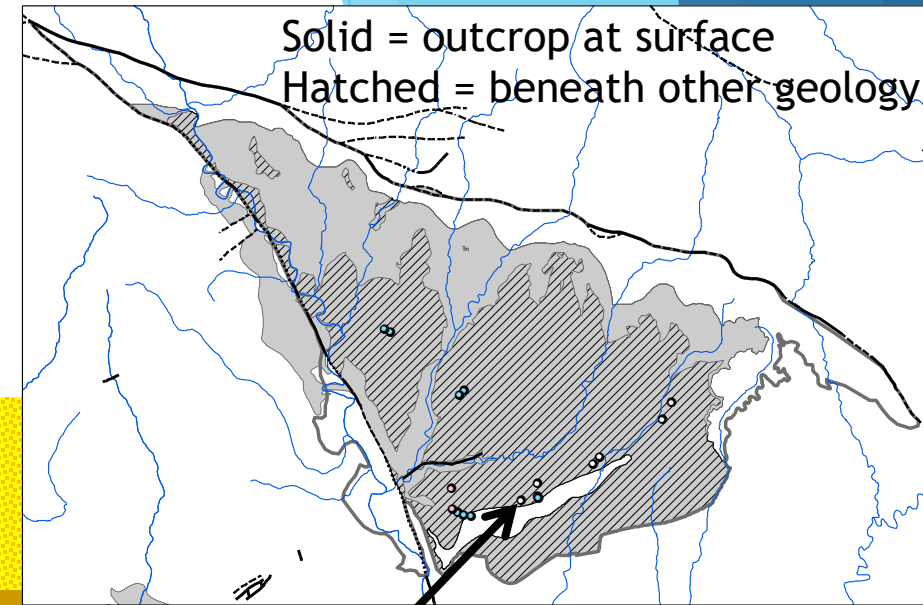 Solid = outcrop at surface
Hatched = beneath other geology